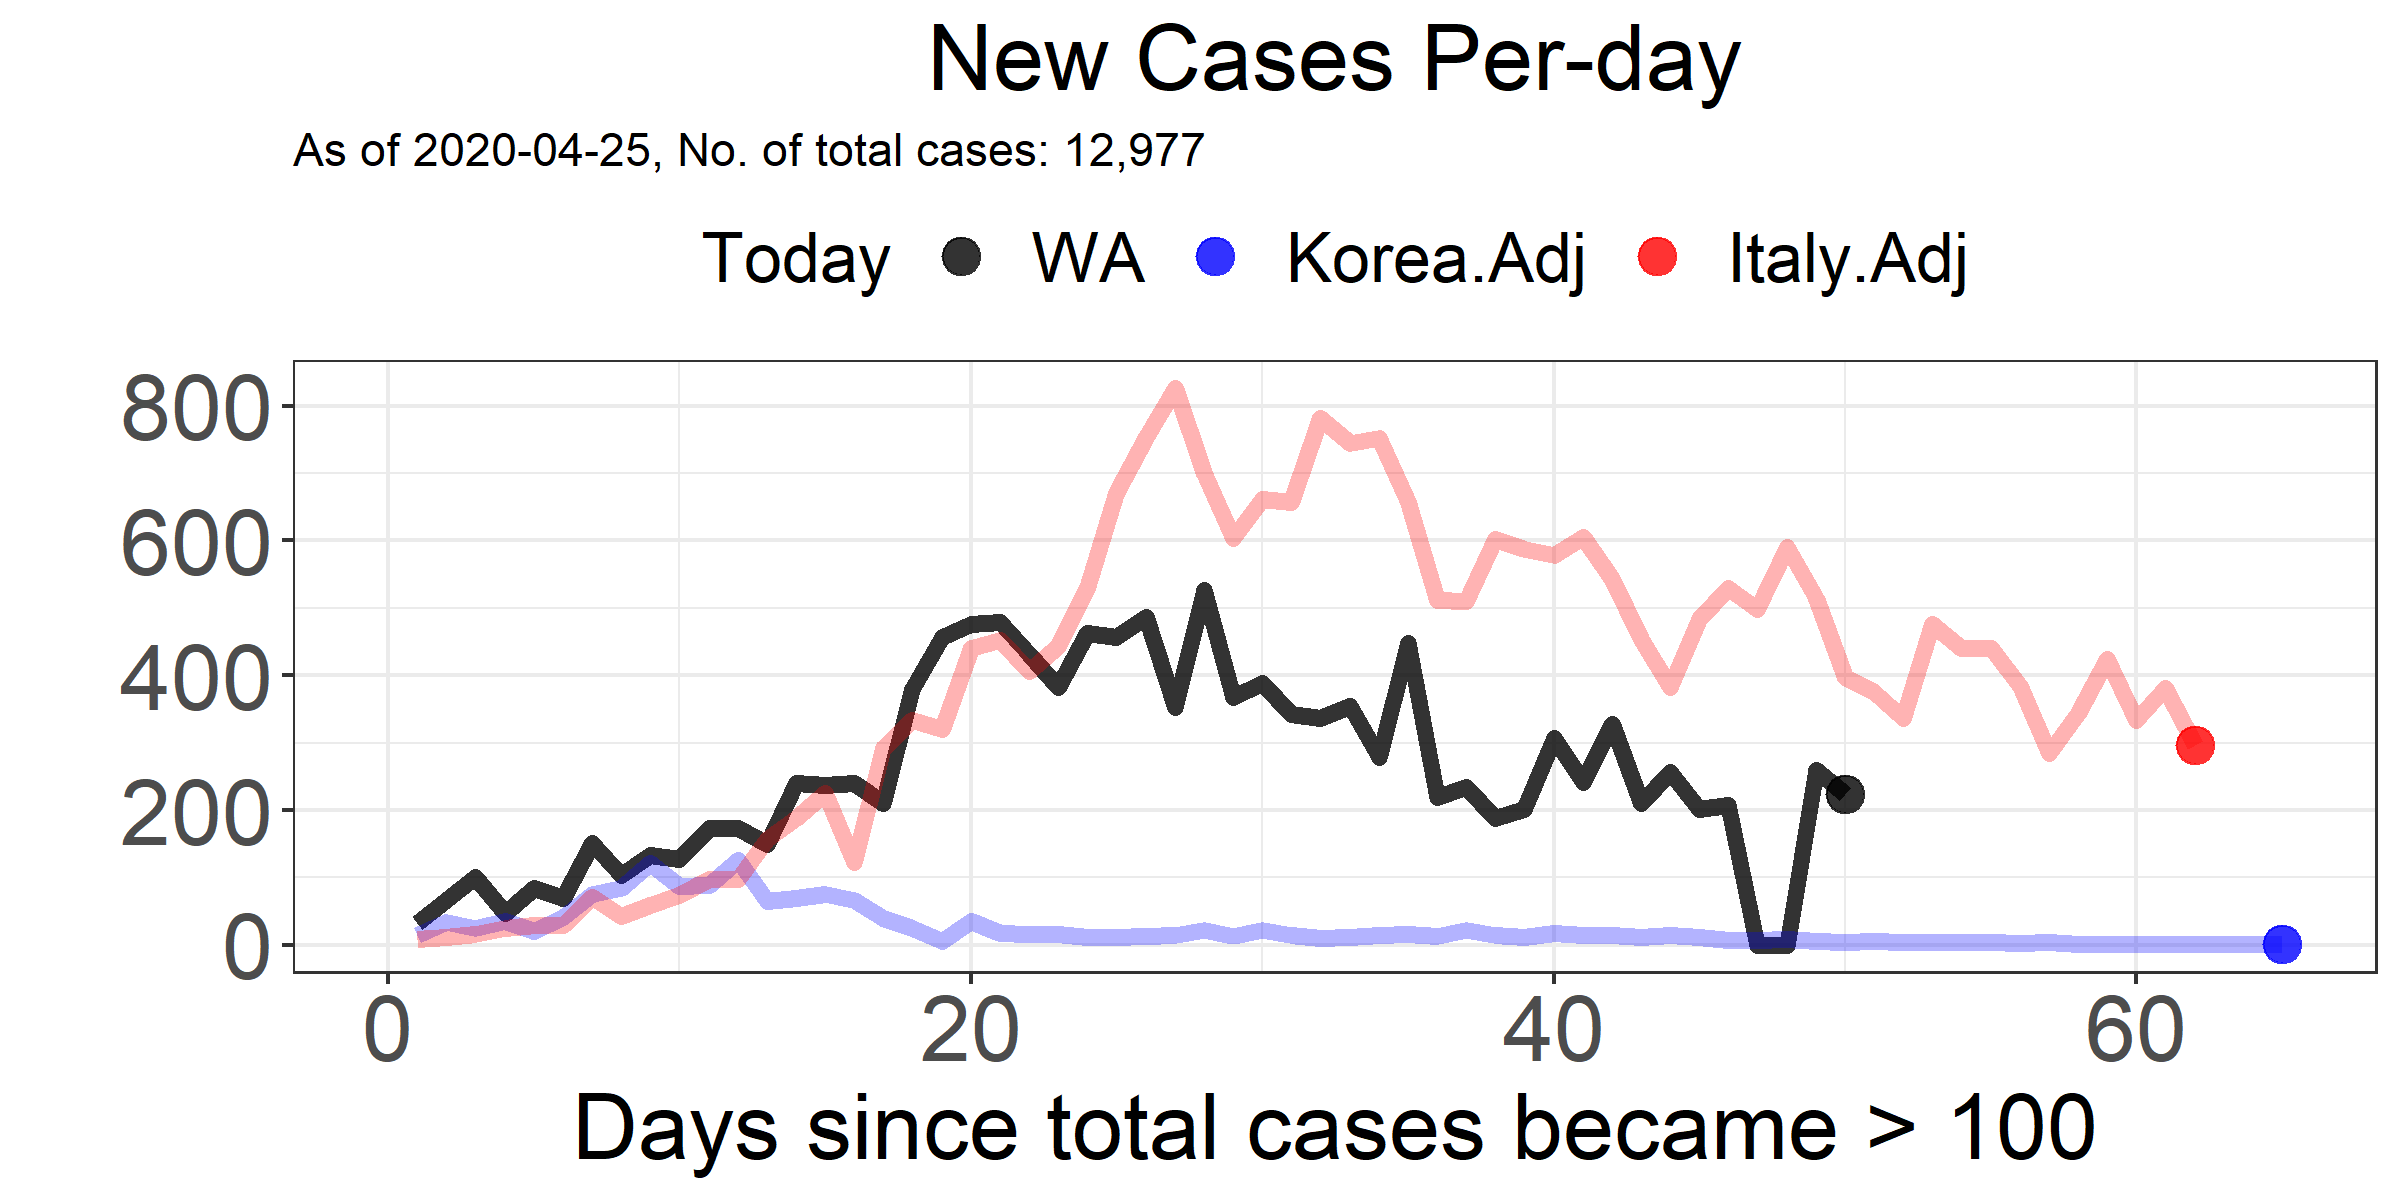 New Cases Per-day
As of 2020-04-25, No. of total cases: 12,977
Today WA Korea.Adj Italy.Adj
800
600
400
200
0
0 20 40 60
Days since total cases became > 100